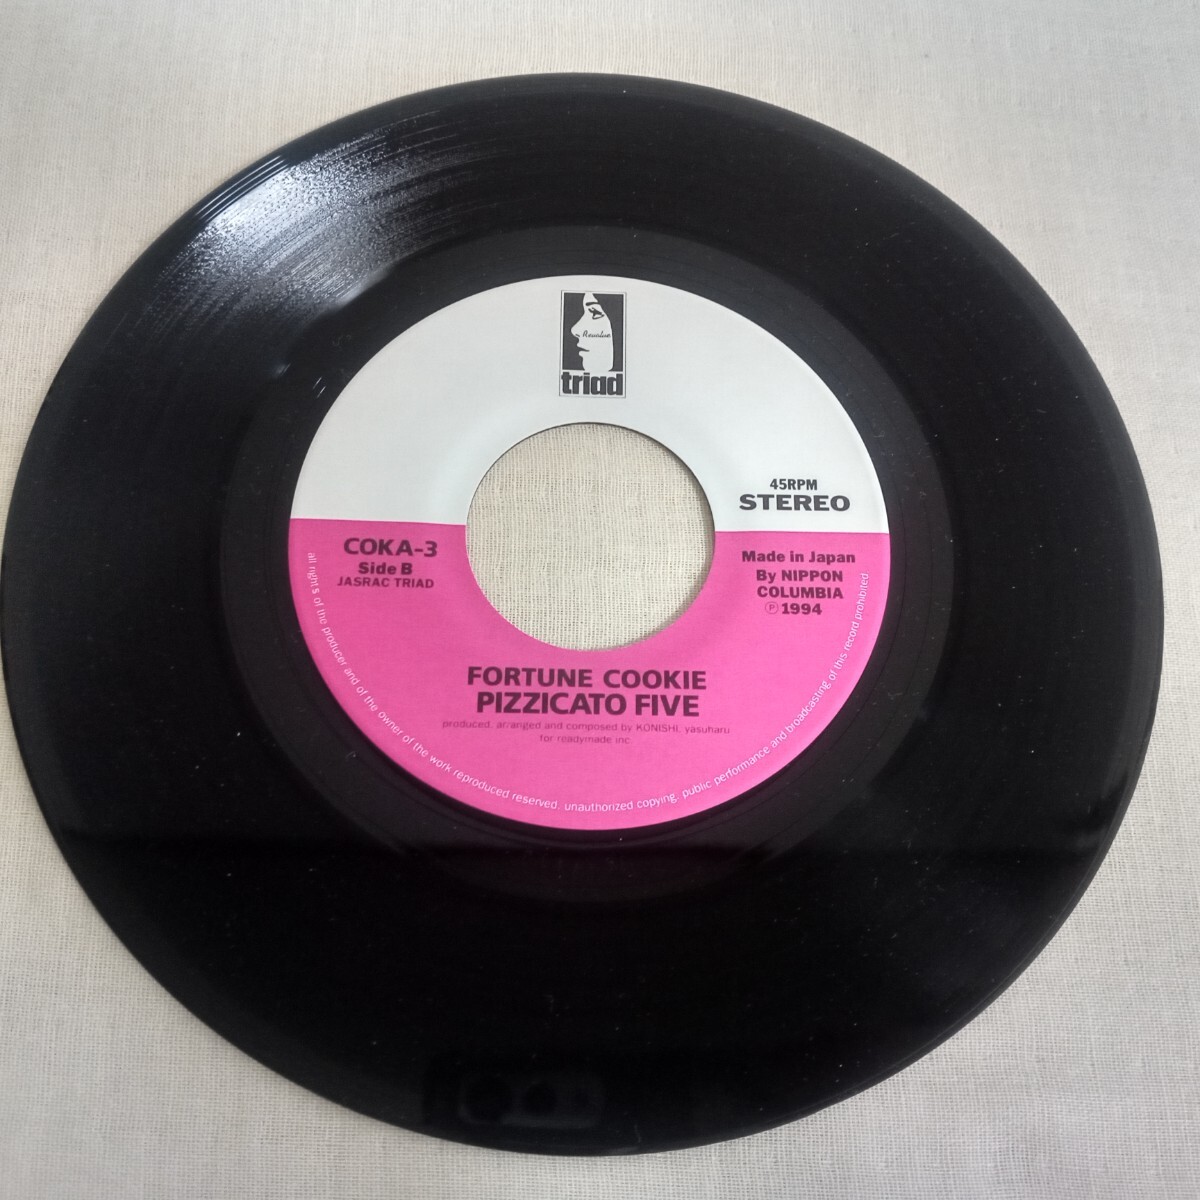 Readue
triad
45RPM
STEREO
COKA-3
Side B
JASRAC TRIAD
Made in Japan
By NIPPON
COLUMBIA
Ⓟ 1994
FORTUNE COOKIE
PIZZICATO FIVE
produced, arranged and composed by KONISHI, yasuharu
for readymade inc.
all rights of the producer and of the owner of the work reproduced reserved. unauthorized copying. public performance and broadcasting of this record prohibited